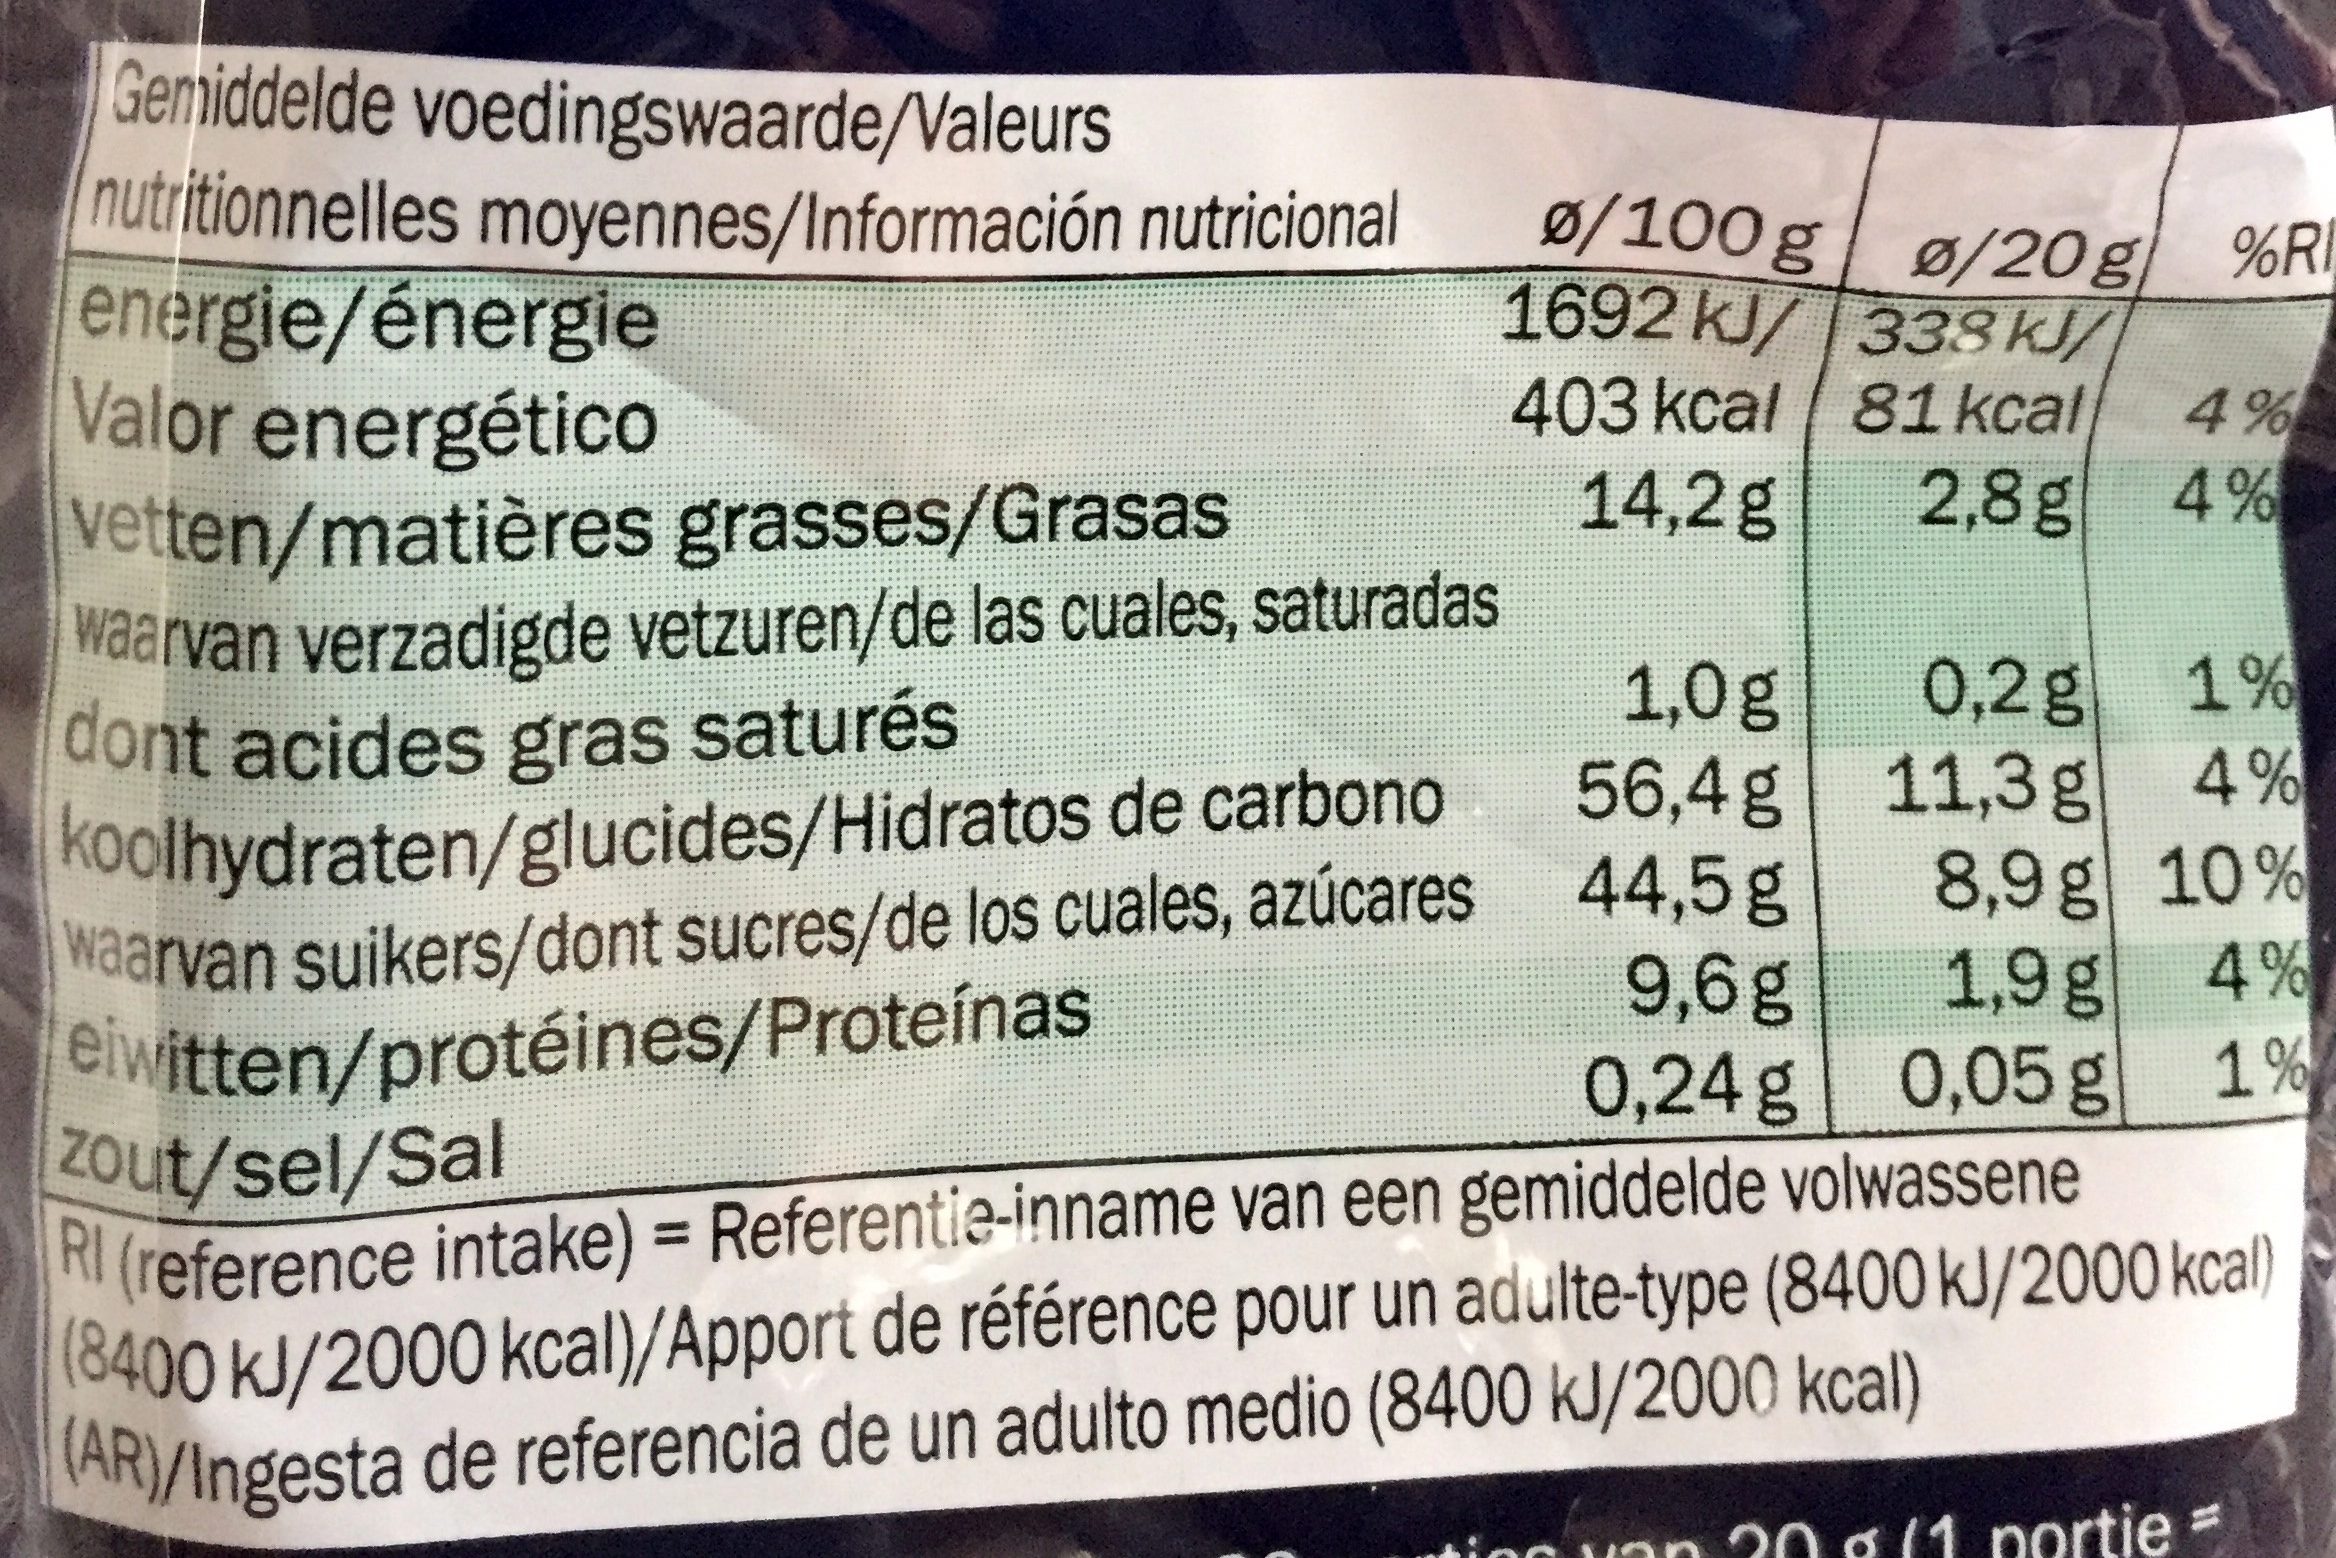 Gemiddelde voedingswaarde/Valeurs
nutritionnelles moyennes/Información nutricional ø/100 g ø/20 g %RI
energie/énergie 1692 kJ/ 338 kJ/
Valor energético 403 kcal 81 kcal 4 %
vetten/matières grasses/Grasas 14,2 g 2,8 g 4 %
waarvan verzadigde vetzuren/de las cuales, saturadas
dont acides gras saturés 1,0 g 0,2 g 1 %
koolhydraten/glucides/Hidratos de carbono 56,4 g 11,3 g 4 %
waarvan suikers/dont sucres/de los cuales, azúcares 44,5 g 8,9 g 10 %
eiwitten/protéines/Proteínas 9,6 g 1,9 g 4 %
zout/sel/Sal 0,24 g 0,05 g 1 %
RI (reference intake) = Referentie-inname van een gemiddelde volwassene
(8400 kJ/2000 kcal)/Apport de référence pour un adulte-type (8400 kJ/2000 kcal)
(AR)/Ingesta de referencia de un adulto medio (8400 kJ/2000 kcal)
van 20 g (1 portie =